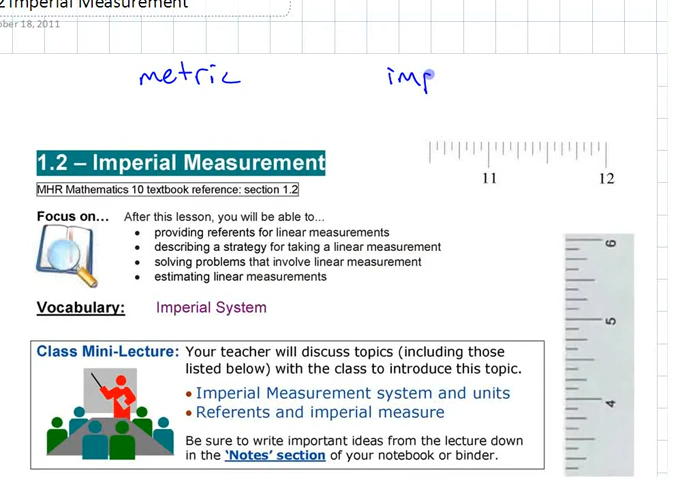 2 Imperial Measurement
ober 18, 2011
metric imp
1.2 – Imperial Measurement
MHR Mathematics 10 textbook reference: section 1.2
11 12
Focus on... After this lesson, you will be able to...
• providing referents for linear measurements
• describing a strategy for taking a linear measurement
• solving problems that involve linear measurement
• estimating linear measurements
6
5
4
Vocabulary: Imperial System
Class Mini-Lecture: Your teacher will discuss topics (including those
listed below) with the class to introduce this topic.
• Imperial Measurement system and units
• Referents and imperial measure
Be sure to write important ideas from the lecture down
in the ‘Notes’ section of your notebook or binder.